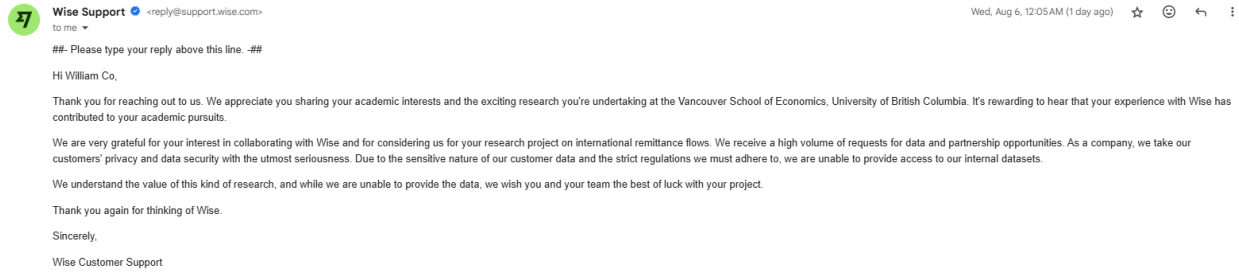 Wise Support <reply@support.wise.com>
Wed, Aug 6, 12:05 AM (1 day ago)
to me
##- Please type your reply above this line. -##
Hi William Co,
Thank you for reaching out to us. We appreciate you sharing your academic interests and the exciting research you're undertaking at the Vancouver School of Economics, University of British Columbia. It's rewarding to hear that your experience with Wise has
contributed to your academic pursuits.
We are very grateful for your interest in collaborating with Wise and for considering us for your research project on international remittance flows. We receive a high volume of requests for data and partnership opportunities. As a company, we take our
customers' privacy and data security with the utmost seriousness. Due to the sensitive nature of our customer data and the strict regulations we must adhere to, we are unable to provide access to our internal datasets.
We understand the value of this kind of research, and while we are unable to provide the data, we wish you and your team the best of luck with your project.
Thank you again for thinking of Wise.
Sincerely,
Wise Customer Support